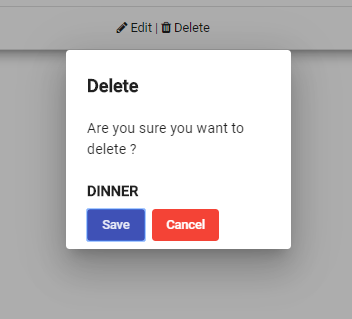 Edit | Delete
Delete
Are you sure you want to
delete ?
DINNER
Save Cancel